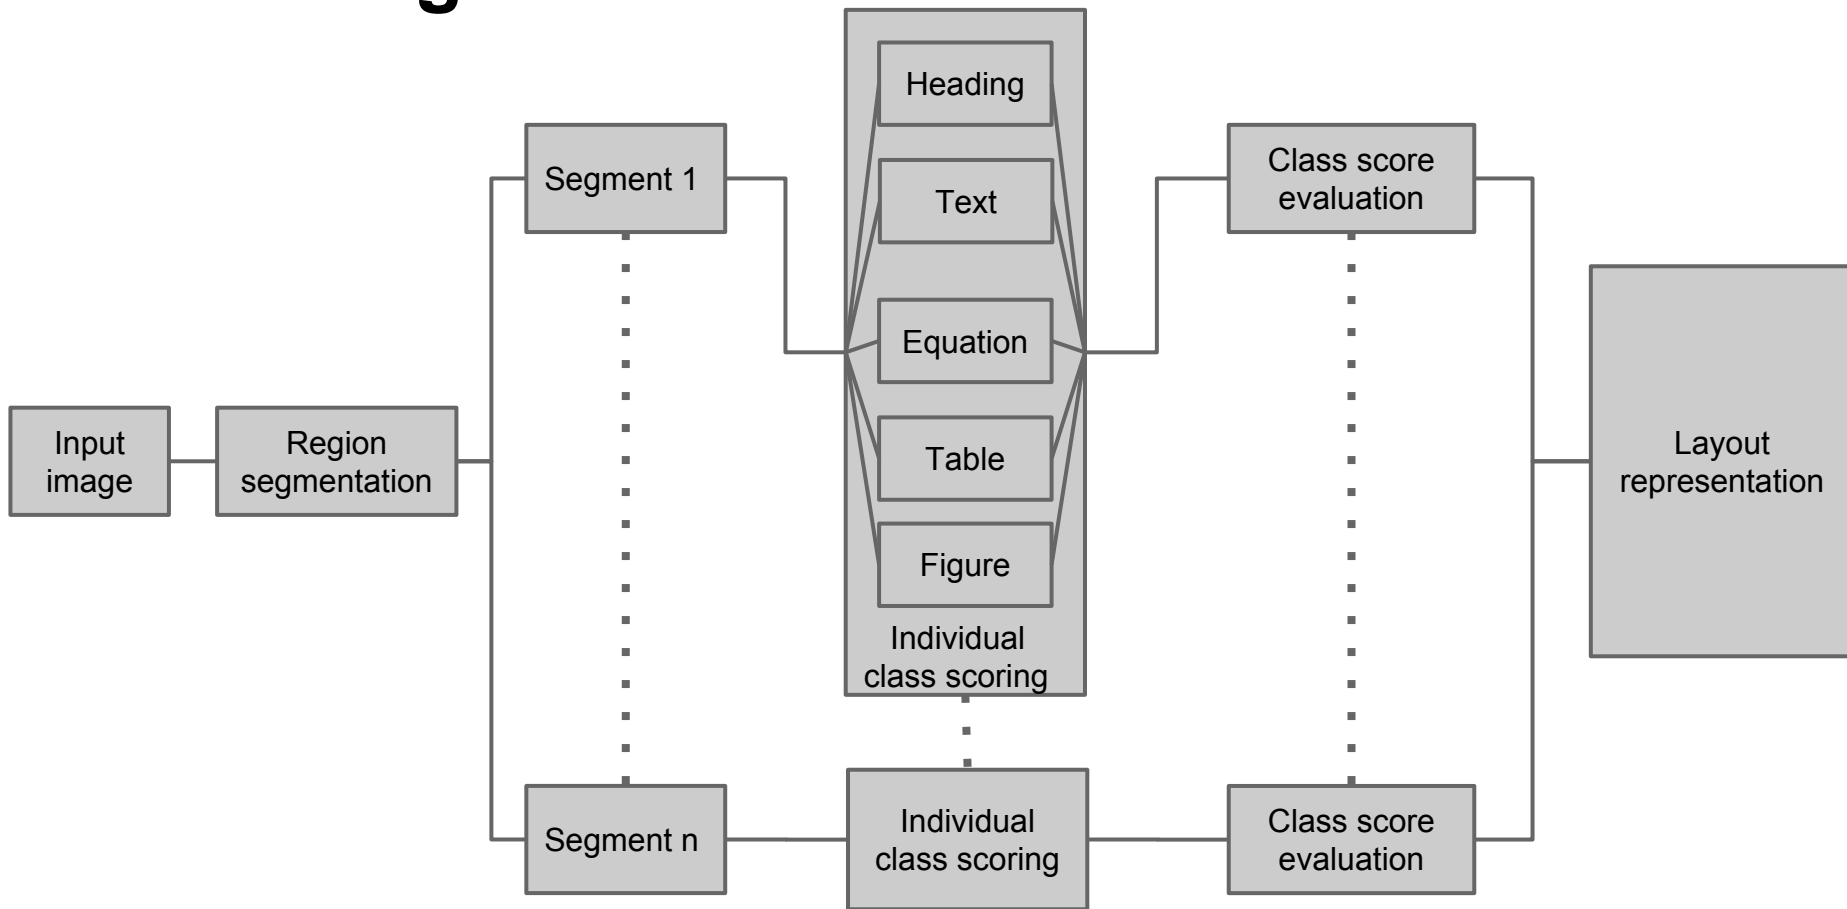 Heading
Text
Equation
Table
Figure
Individual
class scoring
Segment 1
Class score
evaluation
Input
image
Region
segmentation
Layout
representation
Segment n
Individual
class scoring
Class score
evaluation